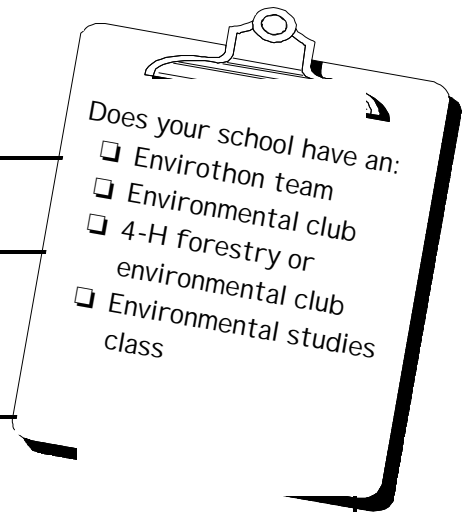 Does your school have an:
❏ Envirothon team
❏ Environmental club
❏ 4-H forestry or
environmental club
❏ Environmental studies
class